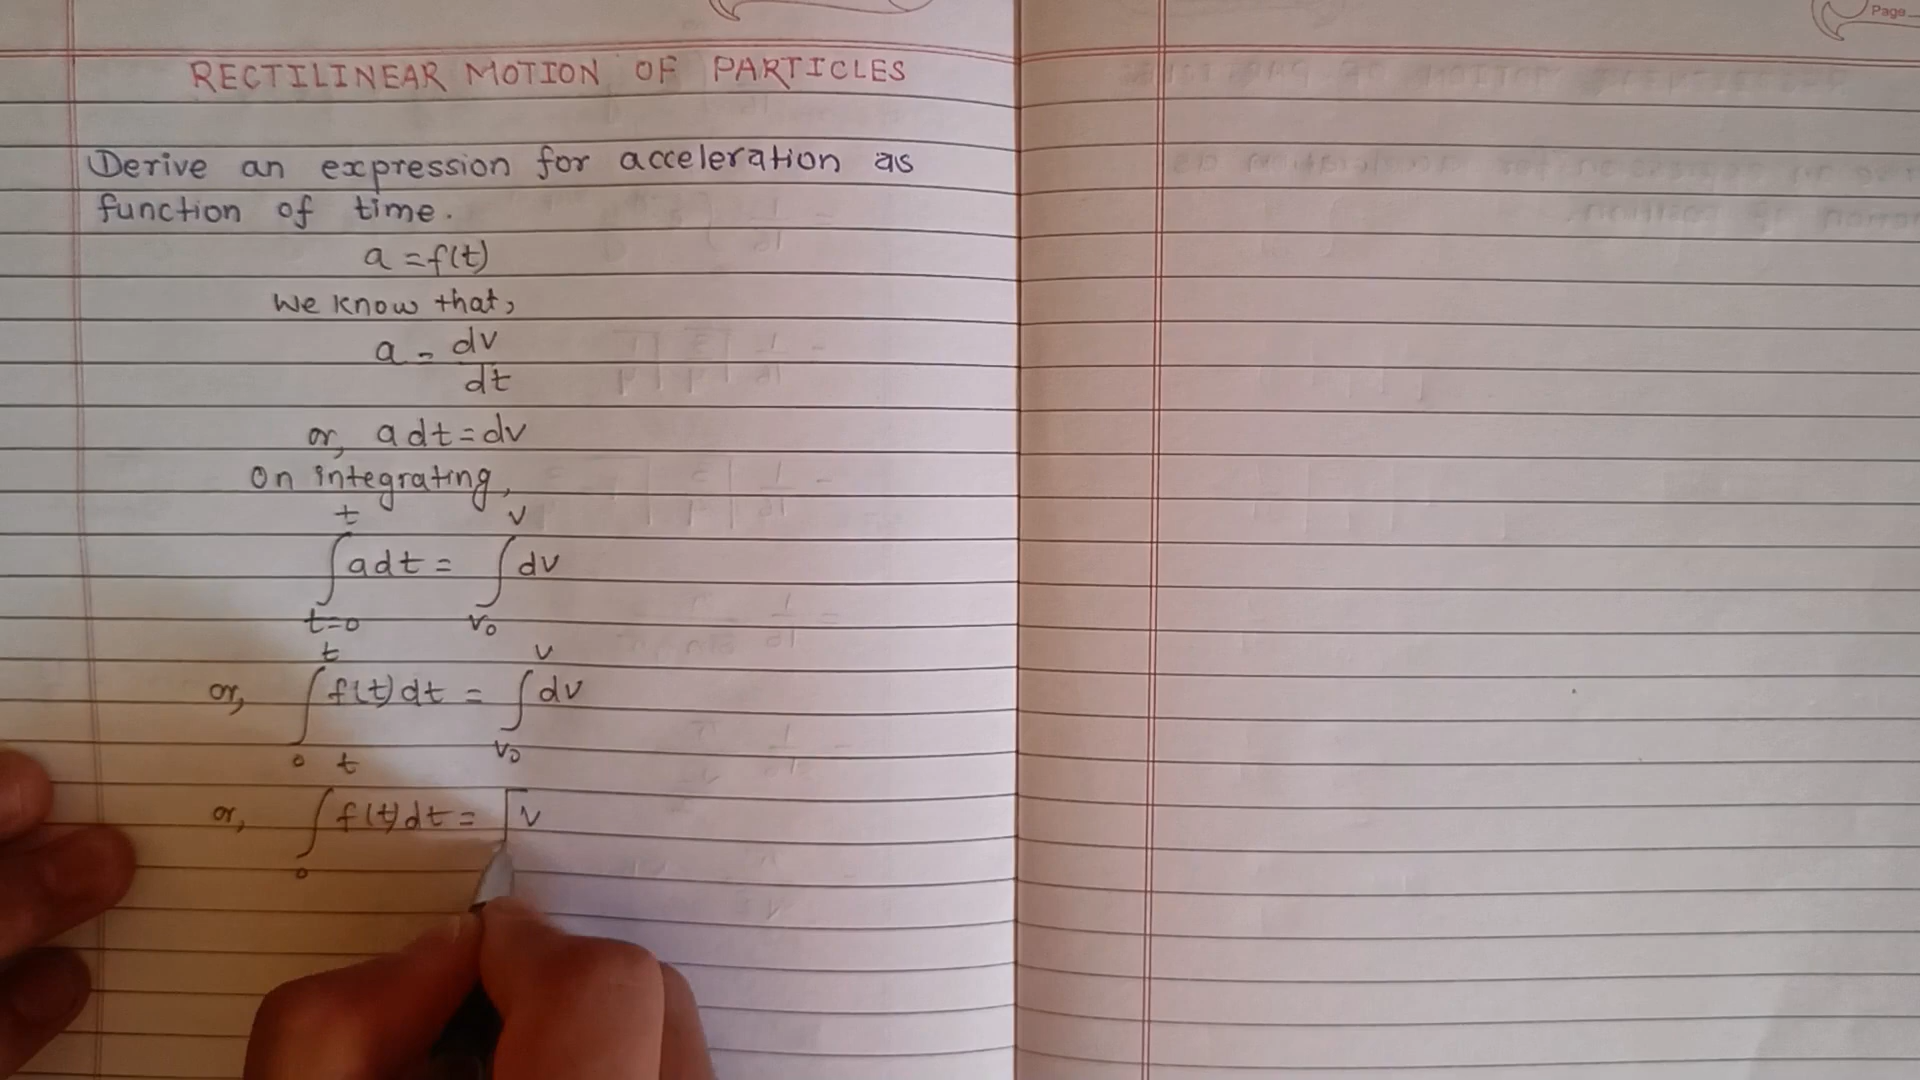 Page
RECTILINEAR MOTION OF PARTICLES
Derive an expression for acceleration as
function of time.
a = f(t)
We know that,
a = dv/dt
or, a dt = dv
On integrating,
∫_{t=0}^{t} a dt = ∫_{v₀}^{v} dv
or, ∫_{0}^{t} f(t) dt = ∫_{v₀}^{v} dv
or, ∫_{0}^{t} f(t) dt = [v